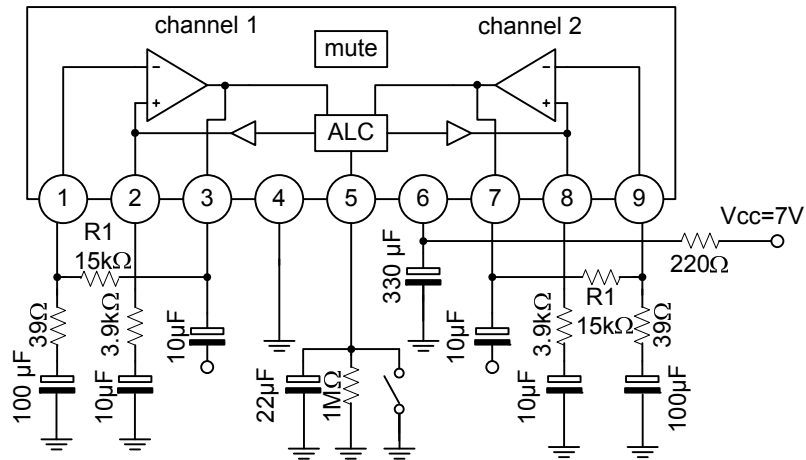 channel 1
channel 2
mute
-
+
-
+
ALC
1
2
3
4
5
6
7
8
9
Vcc=7V
R1
15kΩ
220Ω
R1
15kΩ
39Ω
3.9kΩ
10μF
330 μF
10μF
3.9kΩ
39Ω
100 μF
10μF
22μF
1MΩ
10μF
100μF